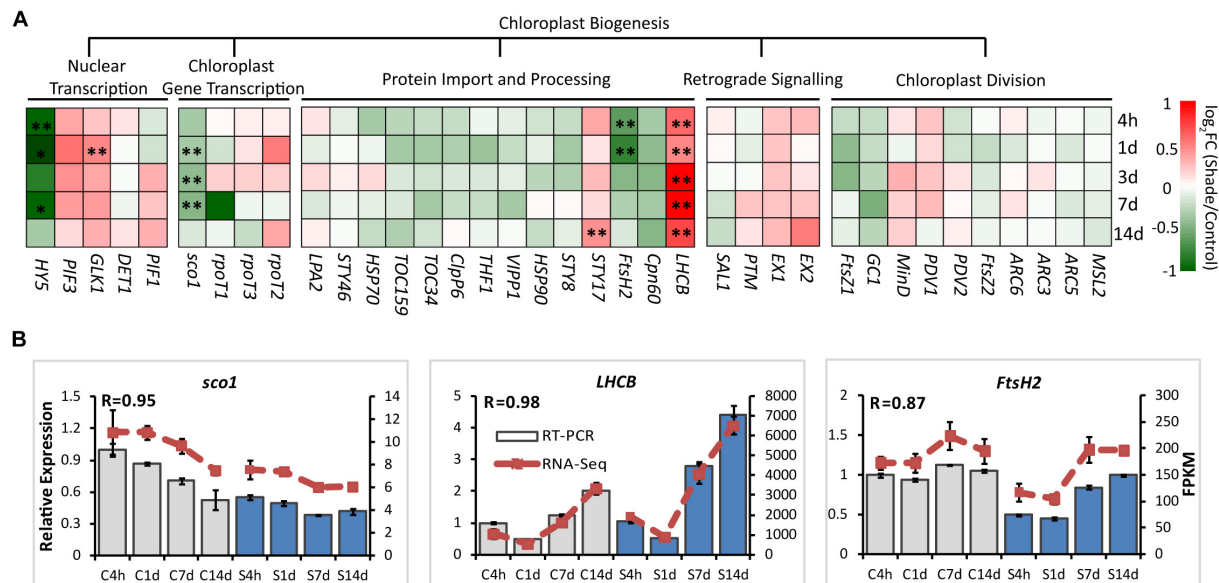 A
Chloroplast Biogenesis
Nuclear
Transcription
Chloroplast
Gene Transcription
Protein Import and Processing
Retrograde Signalling
Chloroplast Division
** ** ** 4h
* ** ** ** ** 1d
** ** 3d
* ** ** 7d
** ** 14d
1
0.5
0
-0.5
-1
log2FC (Shade/Control)
HY5
PIF3
GLK1
DET1
PIF1
sco1
rpoT1
rpoT3
rpoT2
LPA2
STY46
HSP70
TOC159
TOC34
ClpP6
THF1
VIPP1
HSP90
STY8
STY17
FtsH2
Cpn60
LHCB
SAL1
PTM
EX1
EX2
FtsZ1
GC1
MinD
PDV1
PDV2
FtsZ2
ARC6
ARC3
ARC5
MSL2
B
sco1
R=0.95
Relative Expression
1.5
1.2
0.9
0.6
0.3
0
14
12
10
8
6
4
2
0
C4h C1d C7d C14d S4h S1d S7d S14d
LHCB
R=0.98
RT-PCR
RNA-Seq
5
4
3
2
1
0
8000
7000
6000
5000
4000
3000
2000
1000
0
C4h C1d C7d C14d S4h S1d S7d S14d
FtsH2
R=0.87
2
1.5
1
0.5
0
300
250
200
150
100
50
0
FPKM
C4h C1d C7d C14d S4h S1d S7d S14d